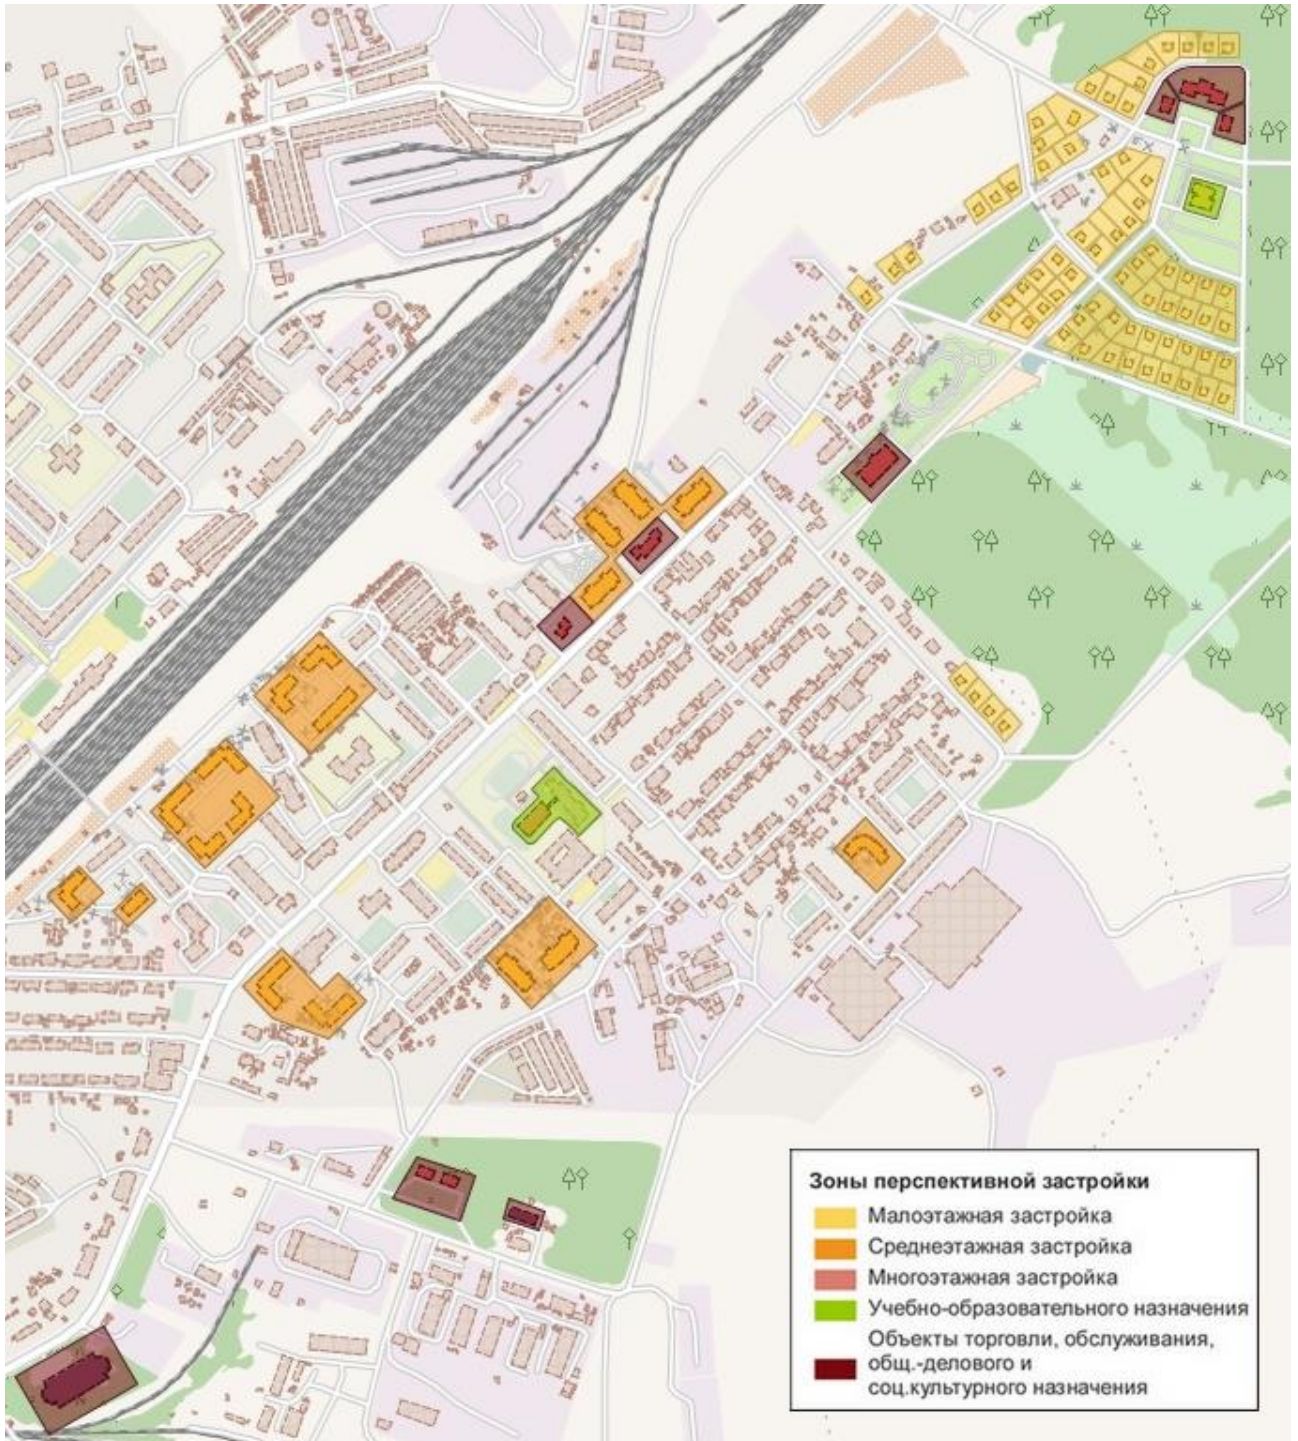 Зоны перспективной застройки
Малоэтажная застройка
Среднеэтажная застройка
Многоэтажная застройка
Учебно-образовательного назначения
Объекты торговли, обслуживания,
общ.-делового и
соц.культурного назначения